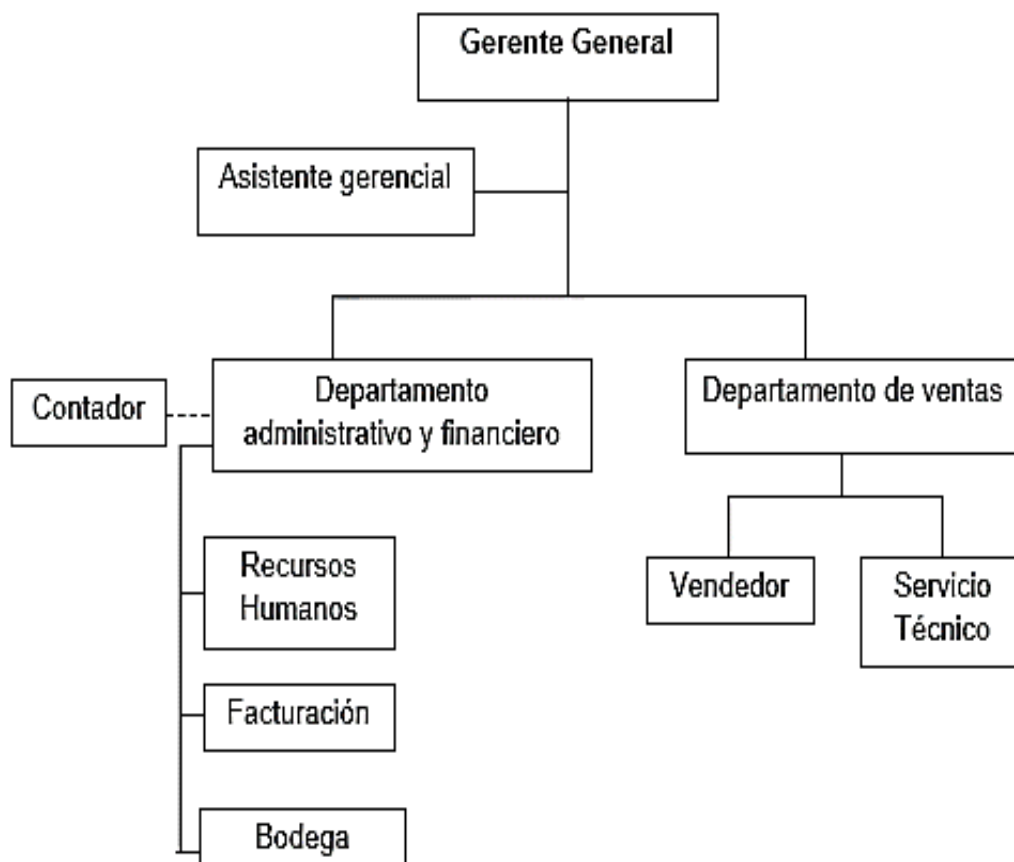 Gerente General
Asistente gerencial
Contador
Departamento
administrativo y financiero
Departamento de ventas
Recursos
Humanos
Vendedor
Servicio
Técnico
Facturación
Bodega